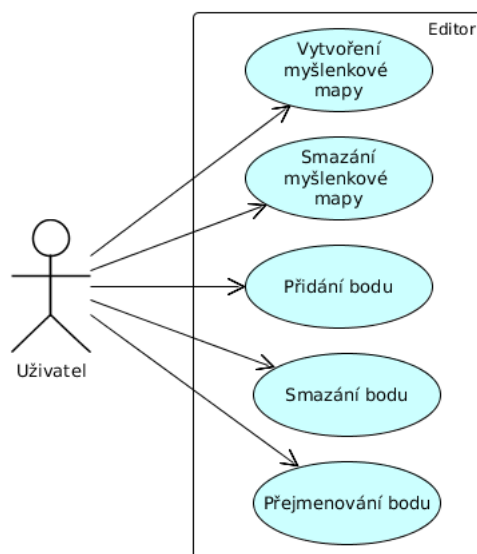 Editor
Vytvoření
myšlenkové
mapy
Smazání
myšlenkové
mapy
Přidání bodu
Uživatel
Smazání bodu
Přejmenování bodu